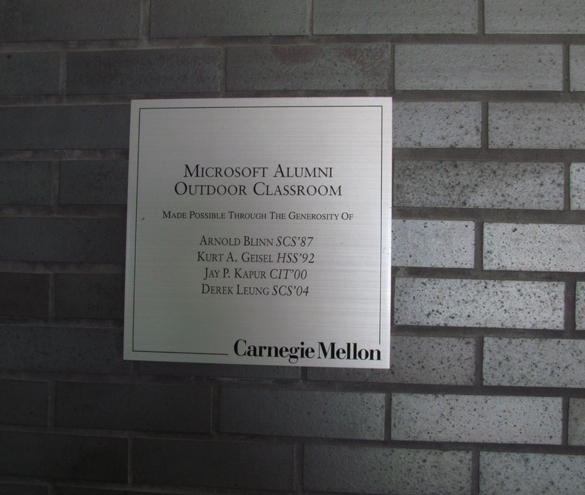 Microsoft Alumni
Outdoor Classroom
Made Possible Through The Generosity Of
Arnold Blinn SCS'87
Kurt A. Geisel HSS'92
Jay P. Kapur CIT'00
Derek Leung SCS'04
Carnegie Mellon